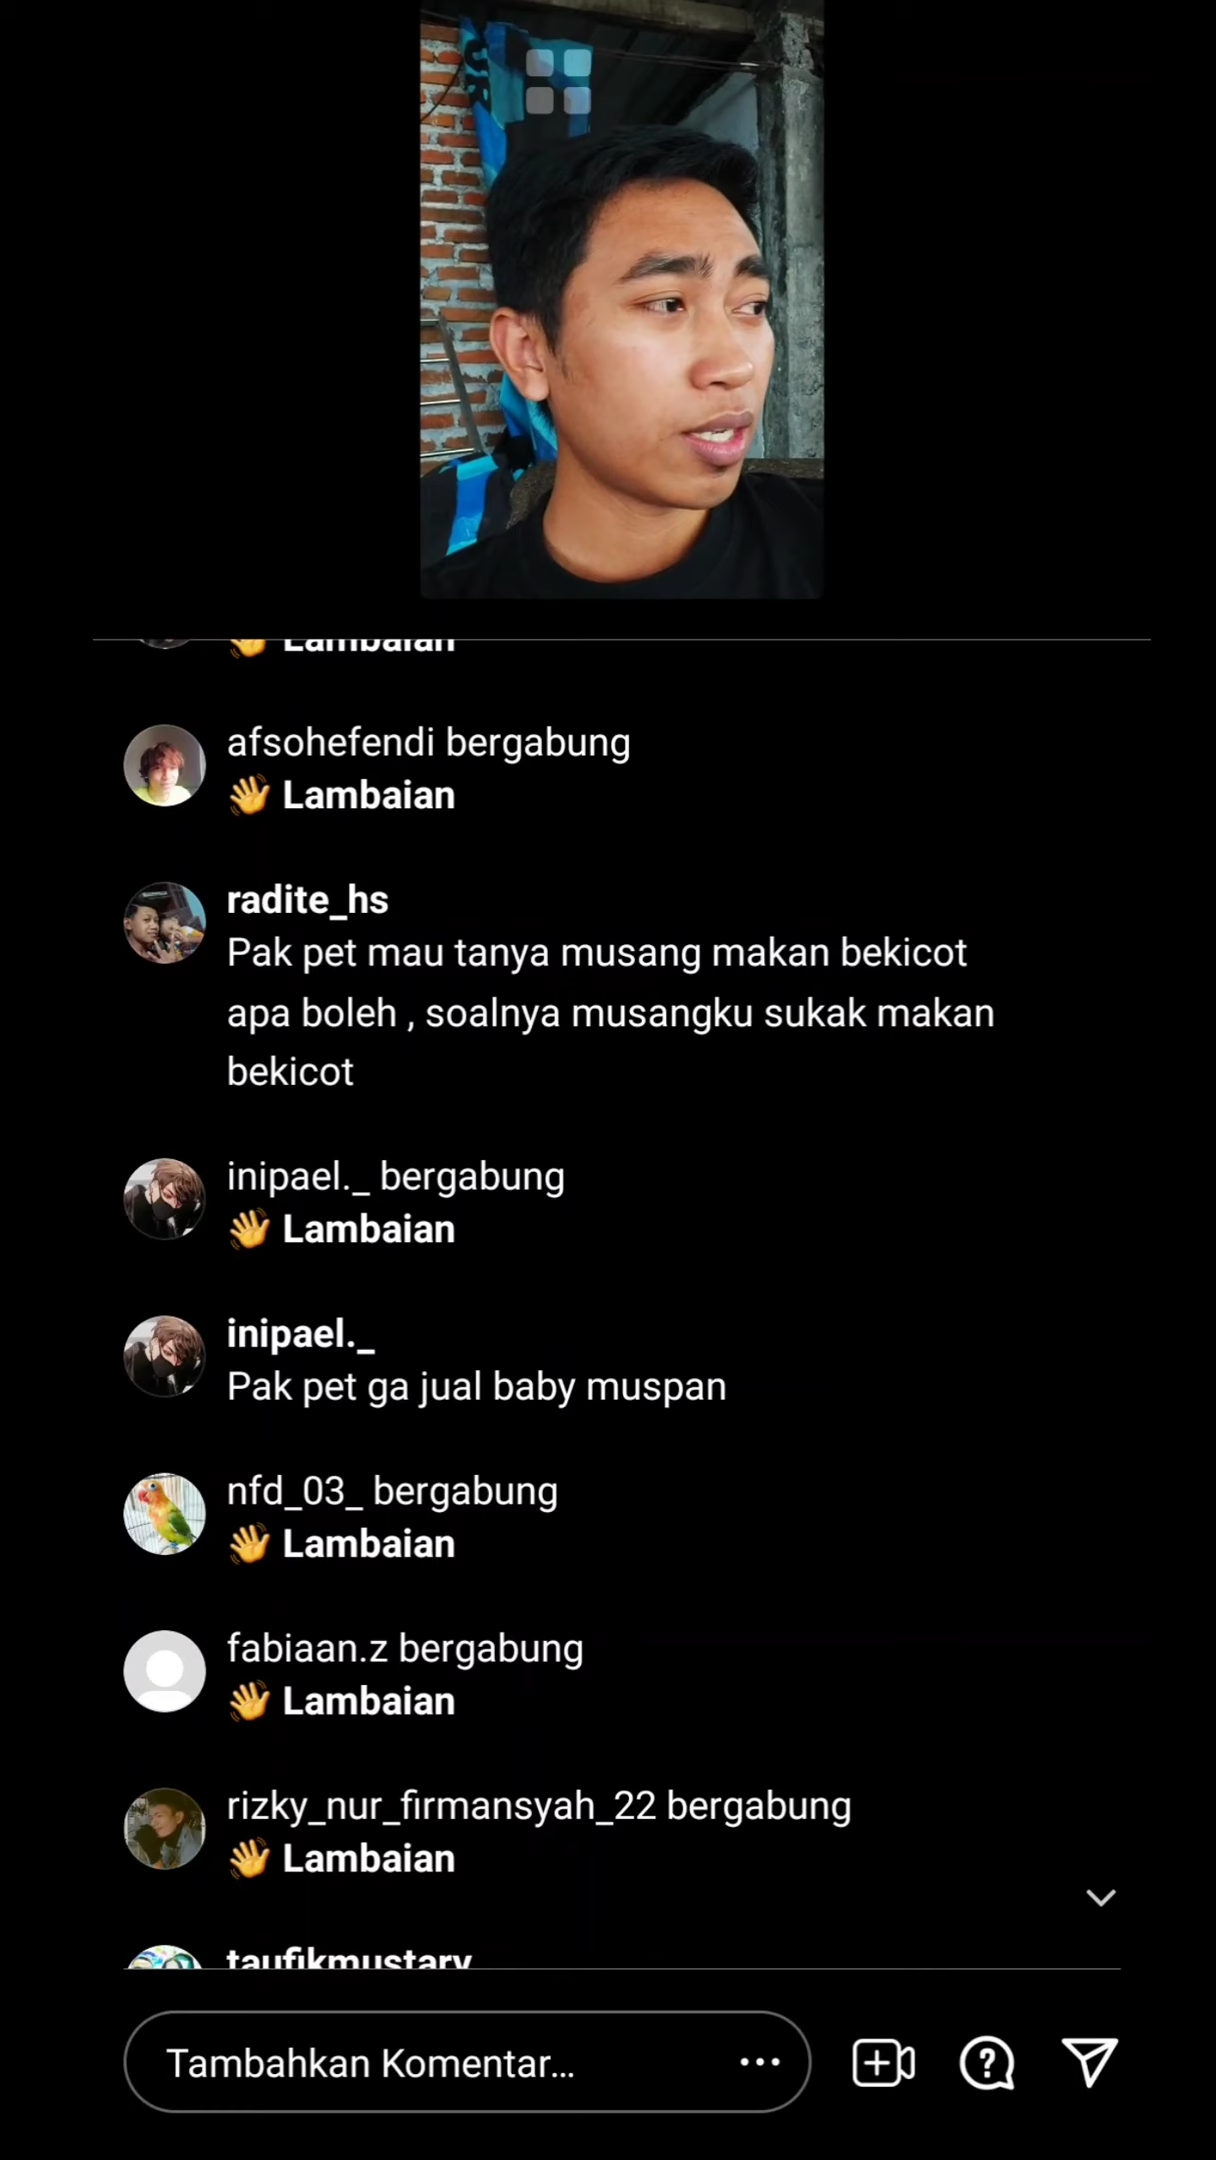 Lambaian
afsohefendi bergabung
👋 Lambaian
radite_hs
Pak pet mau tanya musang makan bekicot
apa boleh , soalnya musangku sukak makan
bekicot
inipael._ bergabung
👋 Lambaian
inipael._
Pak pet ga jual baby muspan
nfd_03_ bergabung
👋 Lambaian
fabiaan.z bergabung
👋 Lambaian
rizky_nur_firmansyah_22 bergabung
👋 Lambaian
taufikmustary
Tambahkan Komentar...